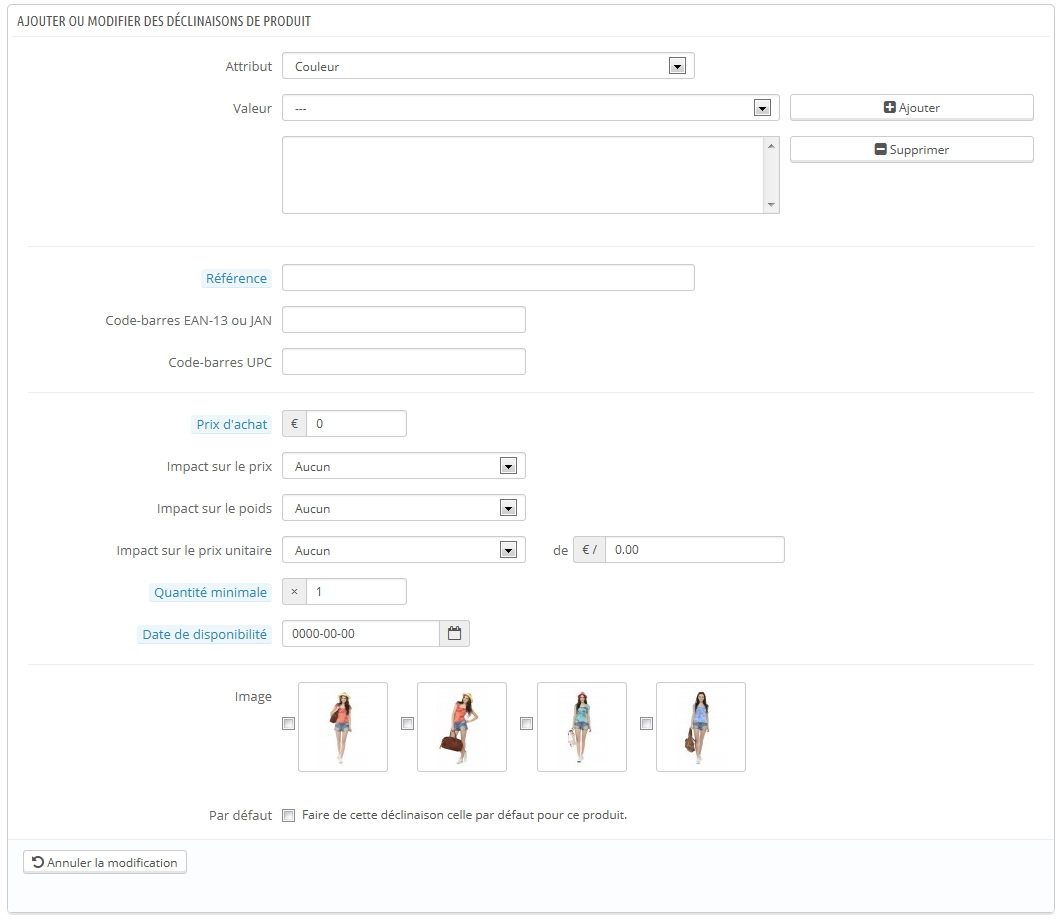 AJOUTER OU MODIFIER DES DÉCLINAISONS DE PRODUIT
Attribut Couleur
Valeur --- Ajouter
Supprimer
Référence
Code-barres EAN-13 ou JAN
Code-barres UPC
Prix d'achat € 0
Impact sur le prix Aucun
Impact sur le poids Aucun
Impact sur le prix unitaire Aucun de € / 0.00
Quantité minimale × 1
Date de disponibilité 0000-00-00
Image
Par défaut Faire de cette déclinaison celle par défaut pour ce produit.
Annuler la modification